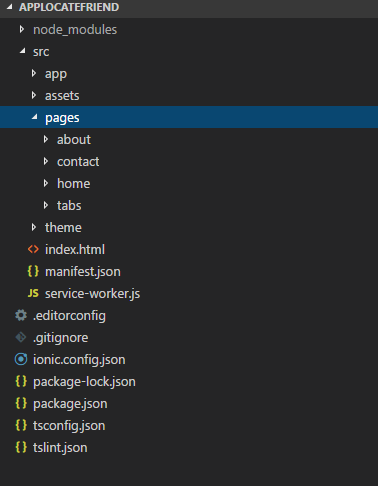 APPLOCATEFRIEND
node_modules
src
app
assets
pages
about
contact
home
tabs
theme
<> index.html
{ } manifest.json
JS service-worker.js
.editorconfig
.gitignore
ionic.config.json
{ } package-lock.json
{ } package.json
{ } tsconfig.json
{ } tslint.json